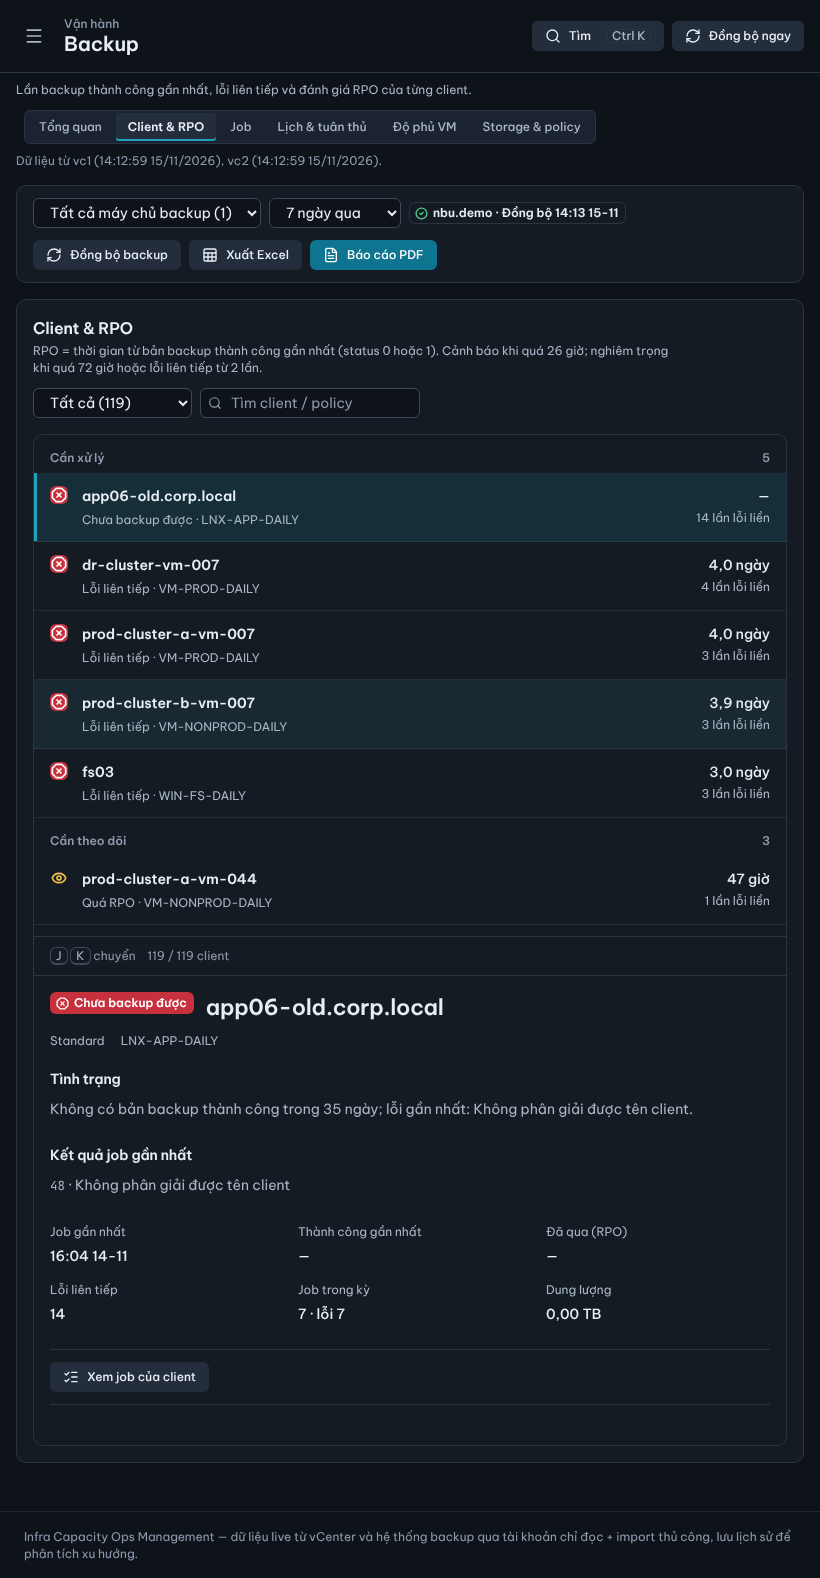 Vận hành
Backup
Tìm Ctrl K
Đồng bộ ngay
Lần backup thành công gần nhất, lỗi liên tiếp và đánh giá RPO của từng client.
Tổng quan Client & RPO Job Lịch & tuân thủ Độ phủ VM Storage & policy
Dữ liệu từ vc1 (14:12:59 15/11/2026), vc2 (14:12:59 15/11/2026).
Tất cả máy chủ backup (1) 7 ngày qua nbu.demo · Đồng bộ 14:13 15-11
Đồng bộ backup Xuất Excel Báo cáo PDF
Client & RPO
RPO = thời gian từ bản backup thành công gần nhất (status 0 hoặc 1). Cảnh báo khi quá 26 giờ; nghiêm trọng
khi quá 72 giờ hoặc lỗi liên tiếp từ 2 lần.
Tất cả (119) Tìm client / policy
Cần xử lý 5
app06-old.corp.local —
Chưa backup được · LNX-APP-DAILY 14 lần lỗi liền
dr-cluster-vm-007 4,0 ngày
Lỗi liên tiếp · VM-PROD-DAILY 4 lần lỗi liền
prod-cluster-a-vm-007 4,0 ngày
Lỗi liên tiếp · VM-PROD-DAILY 3 lần lỗi liền
prod-cluster-b-vm-007 3,9 ngày
Lỗi liên tiếp · VM-NONPROD-DAILY 3 lần lỗi liền
fs03 3,0 ngày
Lỗi liên tiếp · WIN-FS-DAILY 3 lần lỗi liền
Cần theo dõi 3
prod-cluster-a-vm-044 47 giờ
Quá RPO · VM-NONPROD-DAILY 1 lần lỗi liền
J K chuyển 119 / 119 client
Chưa backup được app06-old.corp.local
Standard LNX-APP-DAILY
Tình trạng
Không có bản backup thành công trong 35 ngày; lỗi gần nhất: Không phân giải được tên client.
Kết quả job gần nhất
48 · Không phân giải được tên client
Job gần nhất Thành công gần nhất Đã qua (RPO)
16:04 14-11 — —
Lỗi liên tiếp Job trong kỳ Dung lượng
14 7 · lỗi 7 0,00 TB
Xem job của client
Infra Capacity Ops Management — dữ liệu live từ vCenter và hệ thống backup qua tài khoản chỉ đọc + import thủ công, lưu lịch sử để
phân tích xu hướng.